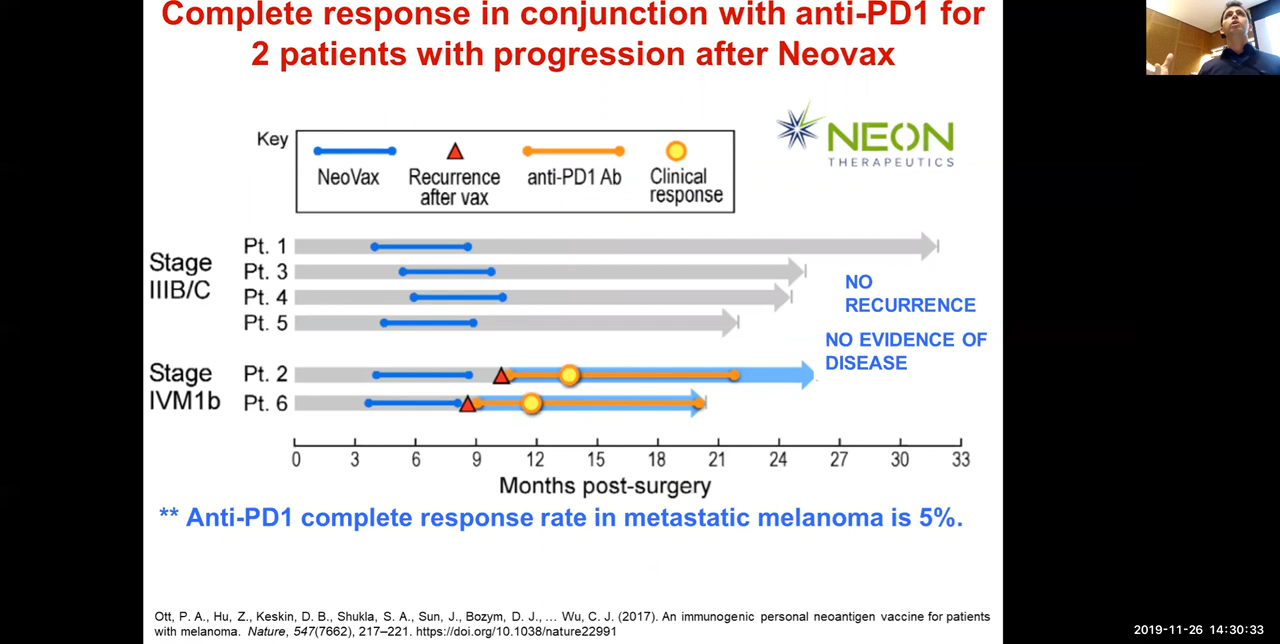 Complete response in conjunction with anti-PD1 for
2 patients with progression after Neovax
Key
NeoVax
Recurrence
after vax
anti-PD1 Ab
Clinical
response
NEON
THERAPEUTICS
Stage
IIIB/C
Pt. 1
Pt. 3
Pt. 4
Pt. 5
NO
RECURRENCE
NO EVIDENCE OF
DISEASE
Stage
IVM1b
Pt. 2
Pt. 6
0 3 6 9 12 15 18 21 24 27 30 33
Months post-surgery
** Anti-PD1 complete response rate in metastatic melanoma is 5%.
Ott, P. A., Hu, Z., Keskin, D. B., Shukla, S. A., Sun, J., Bozym, D. J., … Wu, C. J. (2017). An immunogenic personal neoantigen vaccine for patients
with melanoma. Nature, 547(7662), 217–221. https://doi.org/10.1038/nature22991
2019-11-26 14:30:33